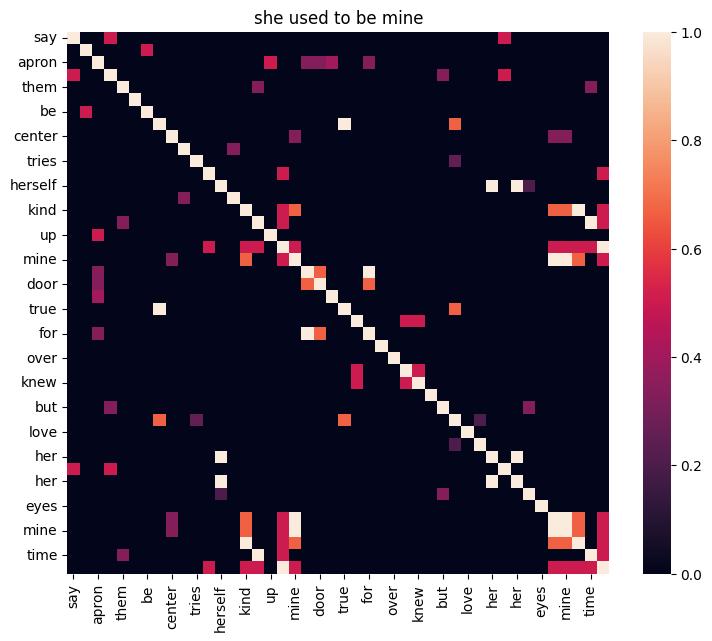 she used to be mine
say
apron
them
be
center
tries
herself
kind
up
mine
door
true
for
over
knew
but
love
her
her
eyes
mine
time
1.0
0.8
0.6
0.4
0.2
0.0
say
apron
them
be
center
tries
herself
kind
up
mine
door
true
for
over
knew
but
love
her
her
eyes
mine
time